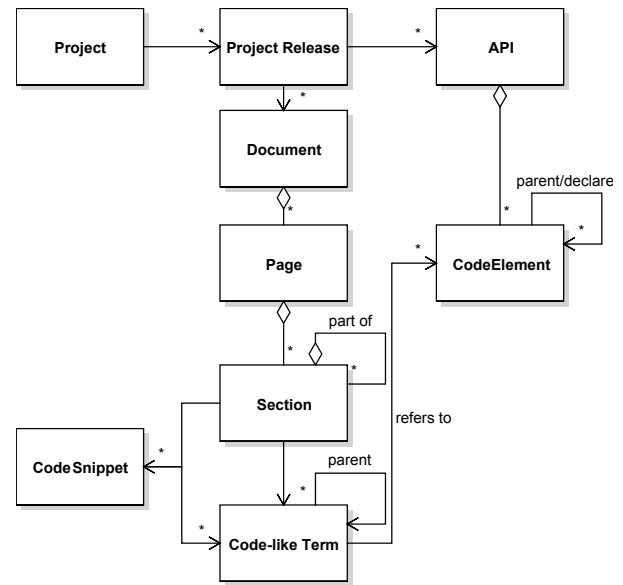 Project
*
Project Release
*
API
*
Document
*
parent/declare
*
*
Page
*
CodeElement
part of
*
*
Section
refers to
*
CodeSnippet
parent
*
*
Code-like Term